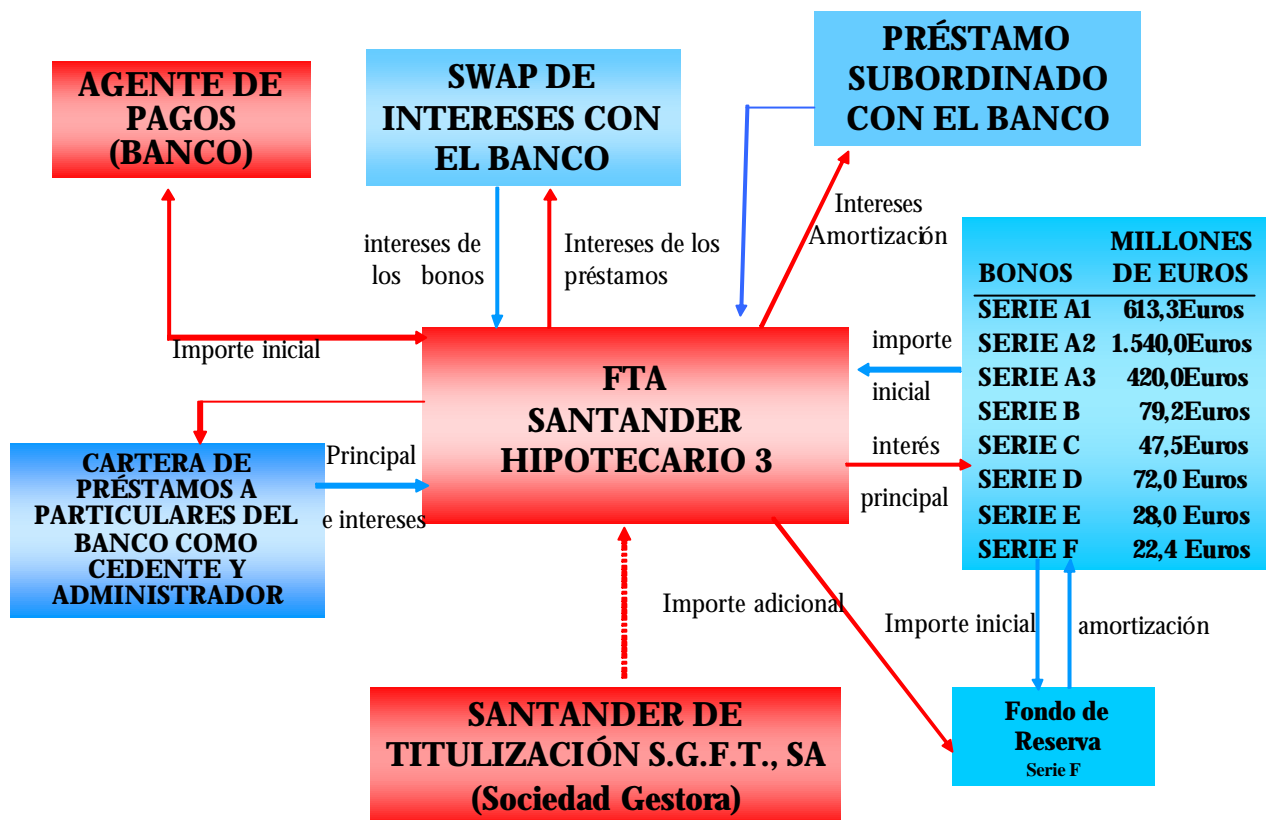 AGENTE DE
PAGOS
(BANCO)
SWAP DE
INTERESES CON
EL BANCO
PRÉSTAMO
SUBORDINADO
CON EL BANCO
intereses de
los bonos
Intereses de los
préstamos
Intereses
Amortización
MILLONES
BONOS DE EUROS
SERIE A1 613,3Euros
SERIE A2 1.540,0Euros
SERIE A3 420,0Euros
SERIE B 79,2Euros
SERIE C 47,5Euros
SERIE D 72,0 Euros
SERIE E 28,0 Euros
SERIE F 22,4 Euros
Importe inicial
FTA
SANTANDER
HIPOTECARIO 3
importe
inicial
interés
principal
CARTERA DE
PRÉSTAMOS A
PARTICULARES DEL
BANCO COMO
CEDENTE Y
ADMINISTRADOR
Principal
e intereses
Importe adicional
Importe inicial
amortización
SANTANDER DE
TITULIZACIÓN S.G.F.T., SA
(Sociedad Gestora)
Fondo de
Reserva
Serie F